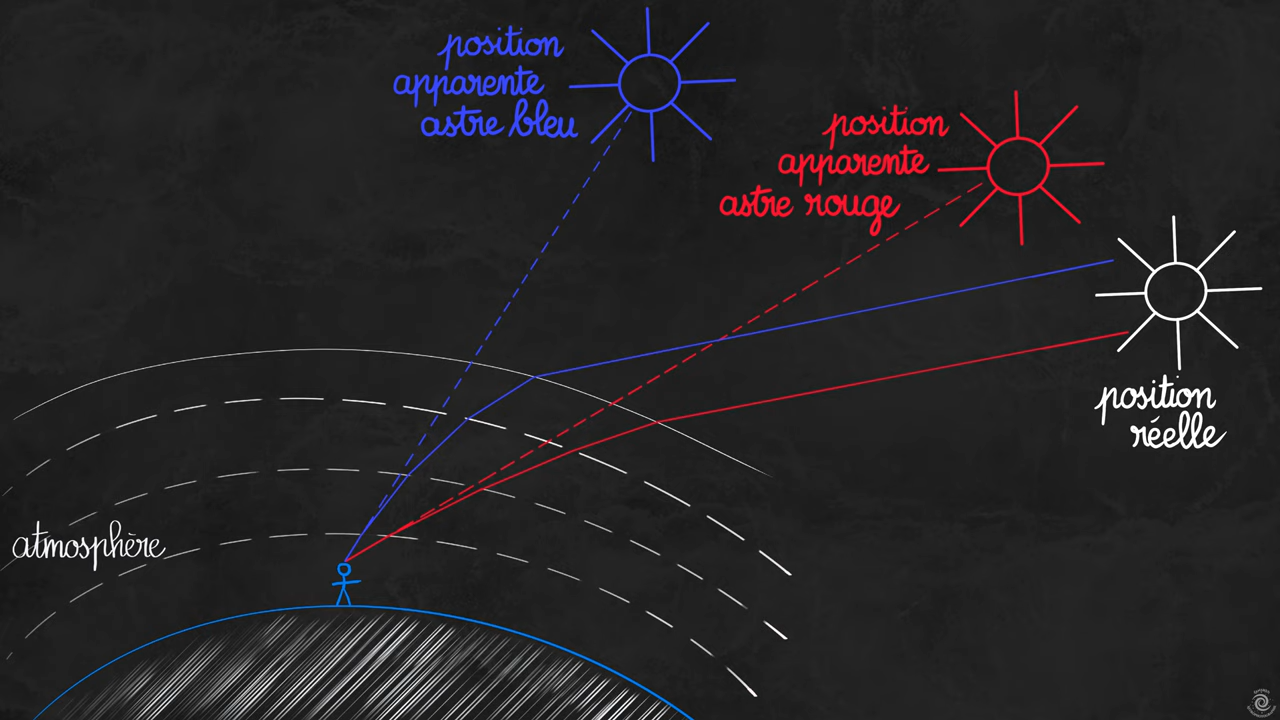 position
apparente
astre bleu
position
apparente
astre rouge
position
réelle
atmosphère